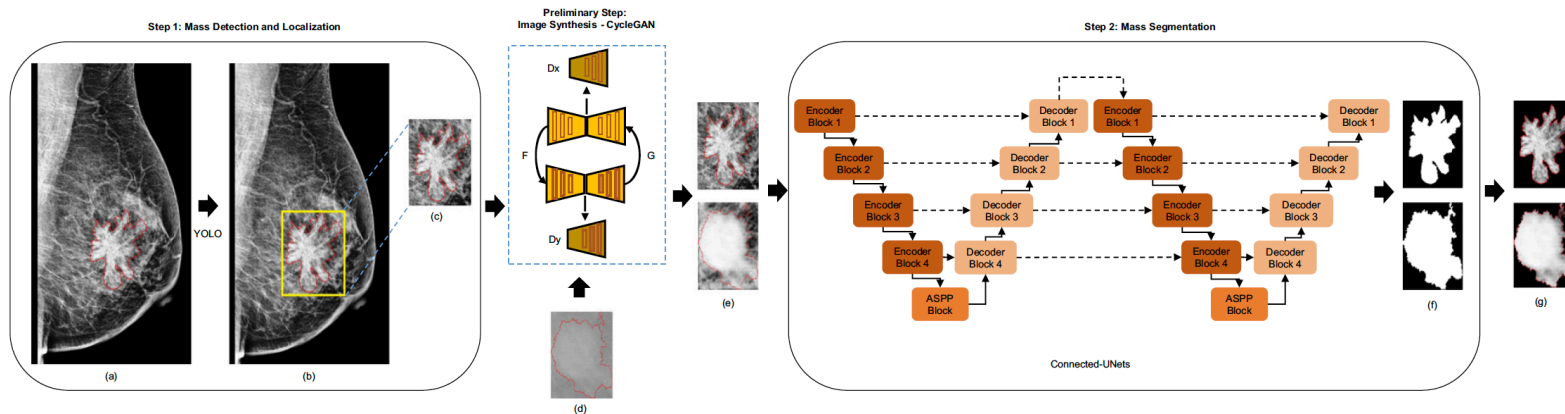 Step 1: Mass Detection and Localization
(a)
YOLO
(b)
(c)
Preliminary Step:
Image Synthesis - CycleGAN
Dx
F
G
Dy
(d)
(e)
Step 2: Mass Segmentation
Encoder
Block 1
Encoder
Block 2
Encoder
Block 3
Encoder
Block 4
ASPP
Block
Decoder
Block 4
Decoder
Block 3
Decoder
Block 2
Decoder
Block 1
Encoder
Block 1
Encoder
Block 2
Encoder
Block 3
Encoder
Block 4
ASPP
Block
Decoder
Block 4
Decoder
Block 3
Decoder
Block 2
Decoder
Block 1
Connected-UNets
(f)
(g)